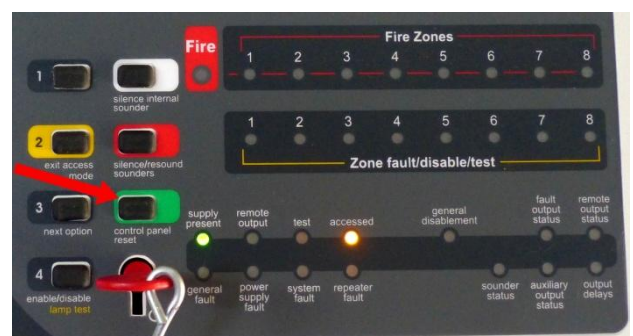 Fire
Fire Zones
1 2 3 4 5 6 7 8
1
silence internal
sounder
1 2 3 4 5 6 7 8
Zone fault/disable/test
2
exit access
mode
silence/resound
sounders
3
next option
control panel
reset
supply
present
remote
output
test
accessed
general
disablement
fault
output
status
remote
output
status
4
enable/disable
lamp test
general
fault
power
supply
fault
system
fault
repeater
fault
sounder
status
auxiliary
output
status
output
delays